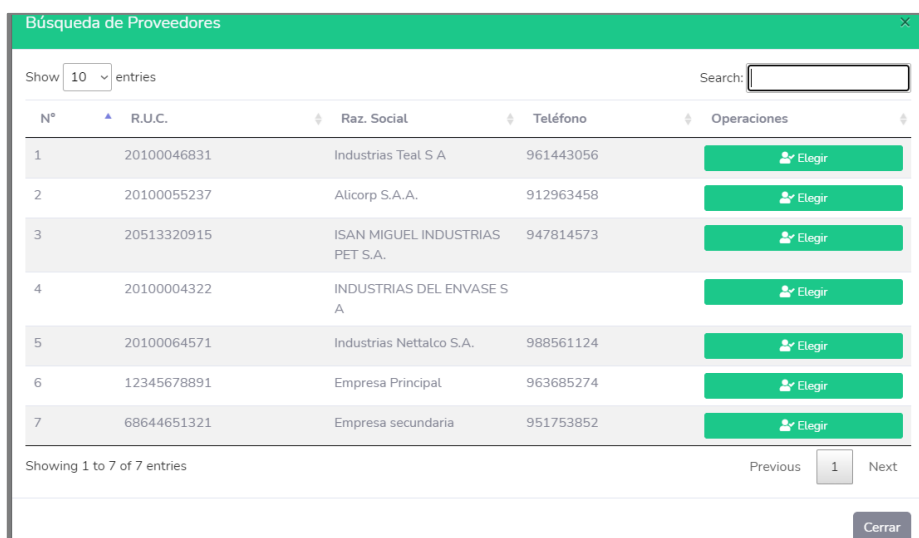 Búsqueda de Proveedores ×
Show 10 entries Search:
N° R.U.C. Raz. Social Teléfono Operaciones
1 20100046831 Industrias Teal S A 961443056 Elegir
2 20100055237 Alicorp S.A.A. 912963458 Elegir
3 20513320915 ISAN MIGUEL INDUSTRIAS 947814573 Elegir
PET S.A.
4 20100004322 INDUSTRIAS DEL ENVASE S Elegir
A
5 20100064571 Industrias Nettalco S.A. 988561124 Elegir
6 12345678891 Empresa Principal 963685274 Elegir
7 68644651321 Empresa secundaria 951753852 Elegir
Showing 1 to 7 of 7 entries Previous 1 Next
Cerrar